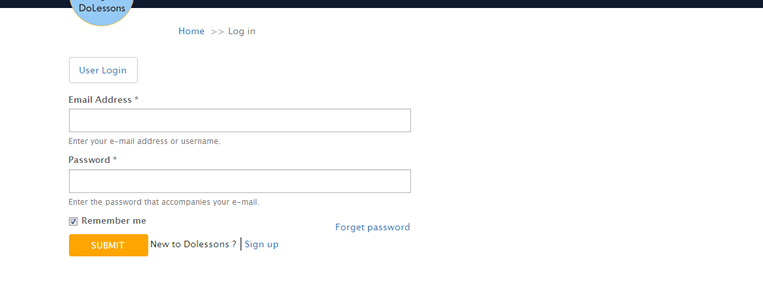 DoLessons
Home >> Log in
User Login
Email Address *
Enter your e-mail address or username.
Password *
Enter the password that accompanies your e-mail.
Remember me
Forget password
SUBMIT New to Dolessons ? | Sign up